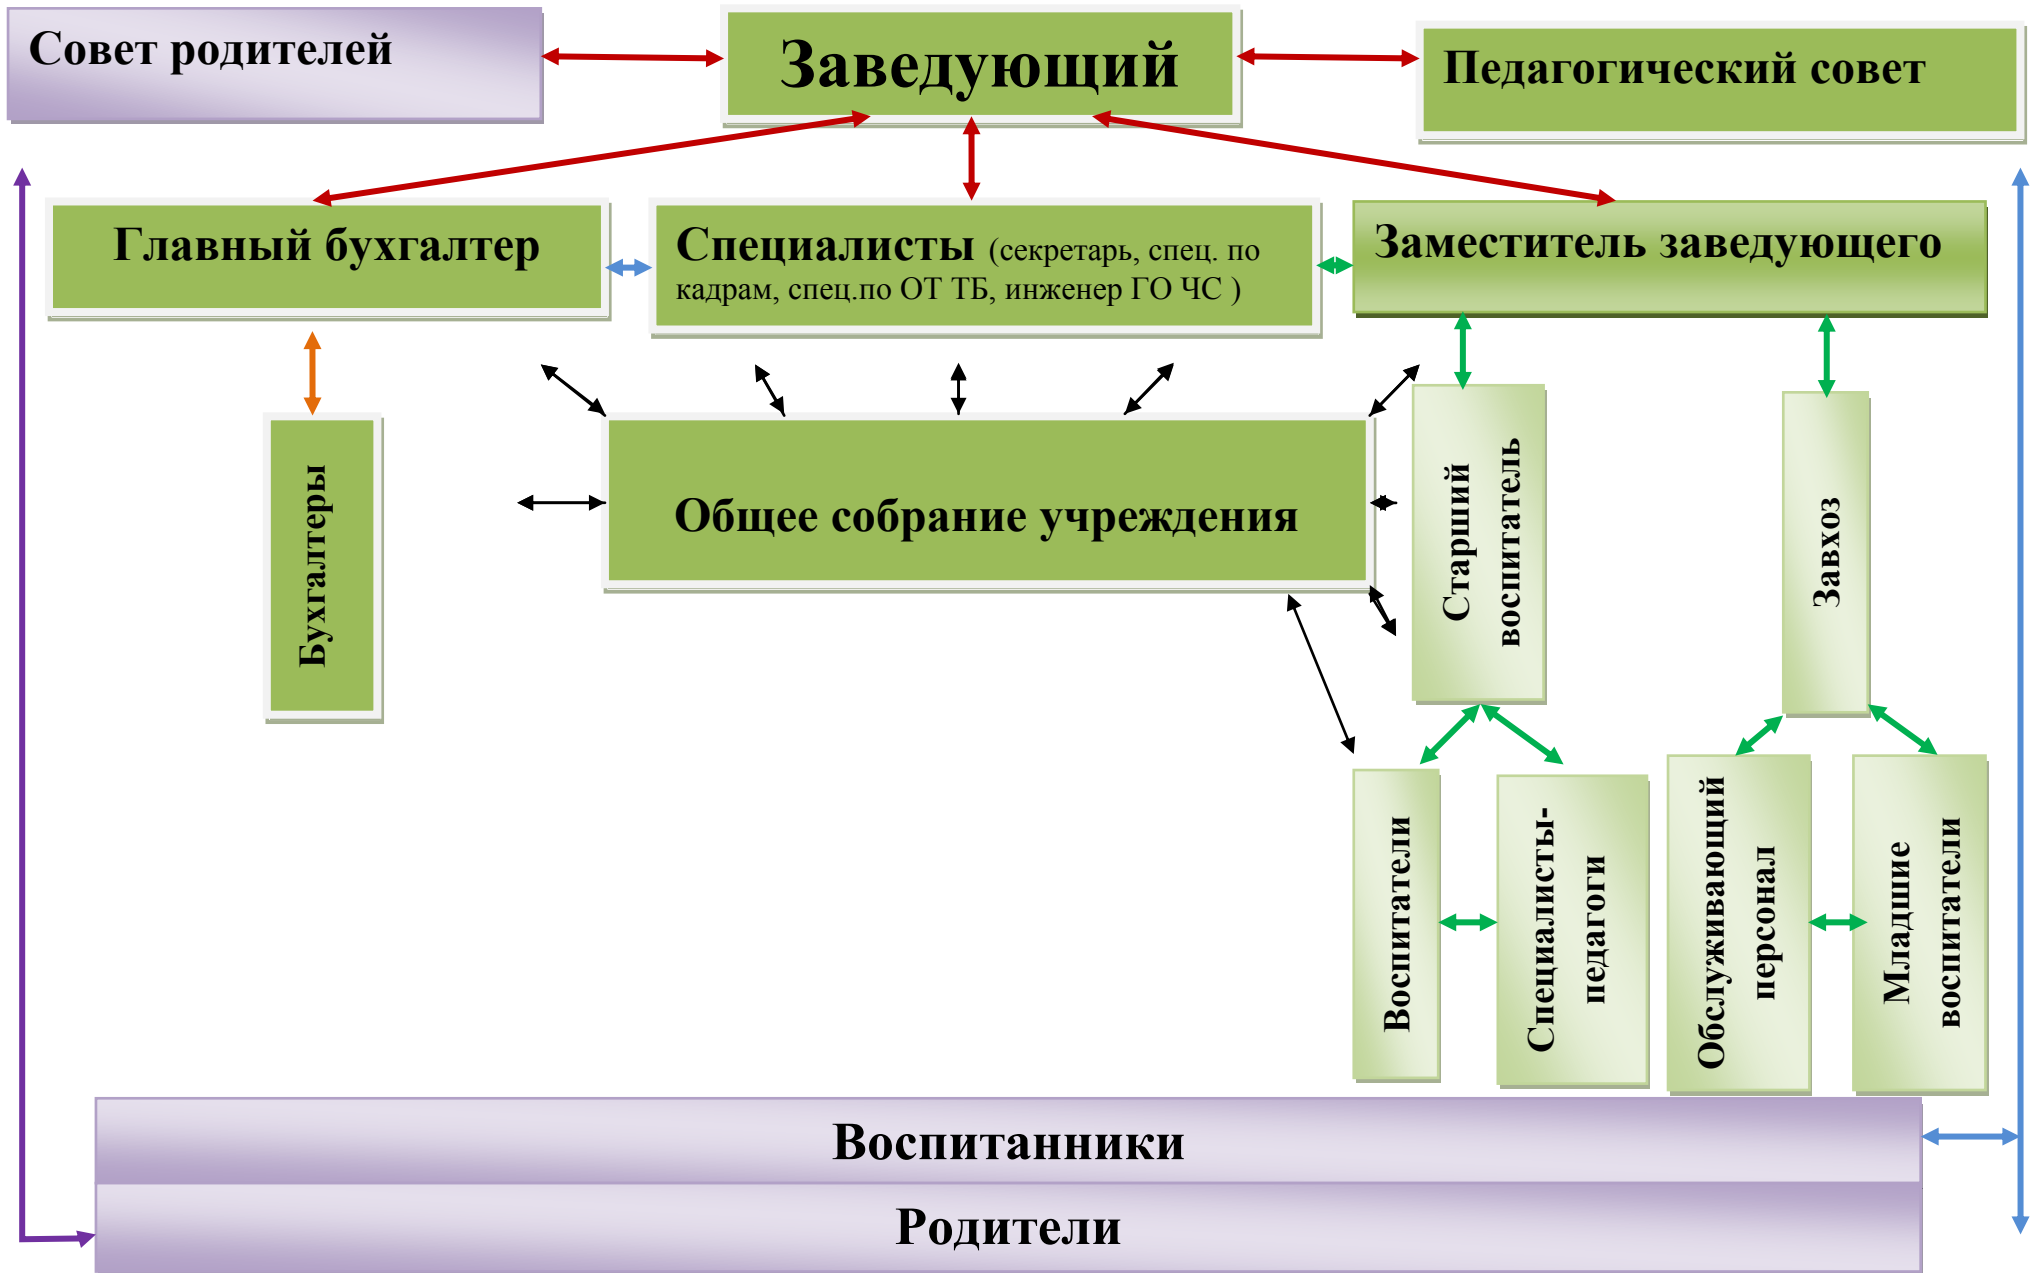 Совет родителей
Заведующий
Педагогический совет
Главный бухгалтер
Специалисты (секретарь, спец. по
кадрам, спец.по ОТ ТБ, инженер ГО ЧС )
Заместитель заведующего
Бухгалтеры
Общее собрание учреждения
Старший
воспитатель
Завхоз
Воспитатели
Специалисты-
педагоги
Обслуживающий
персонал
Младшие
воспитатели
Воспитанники
Родители